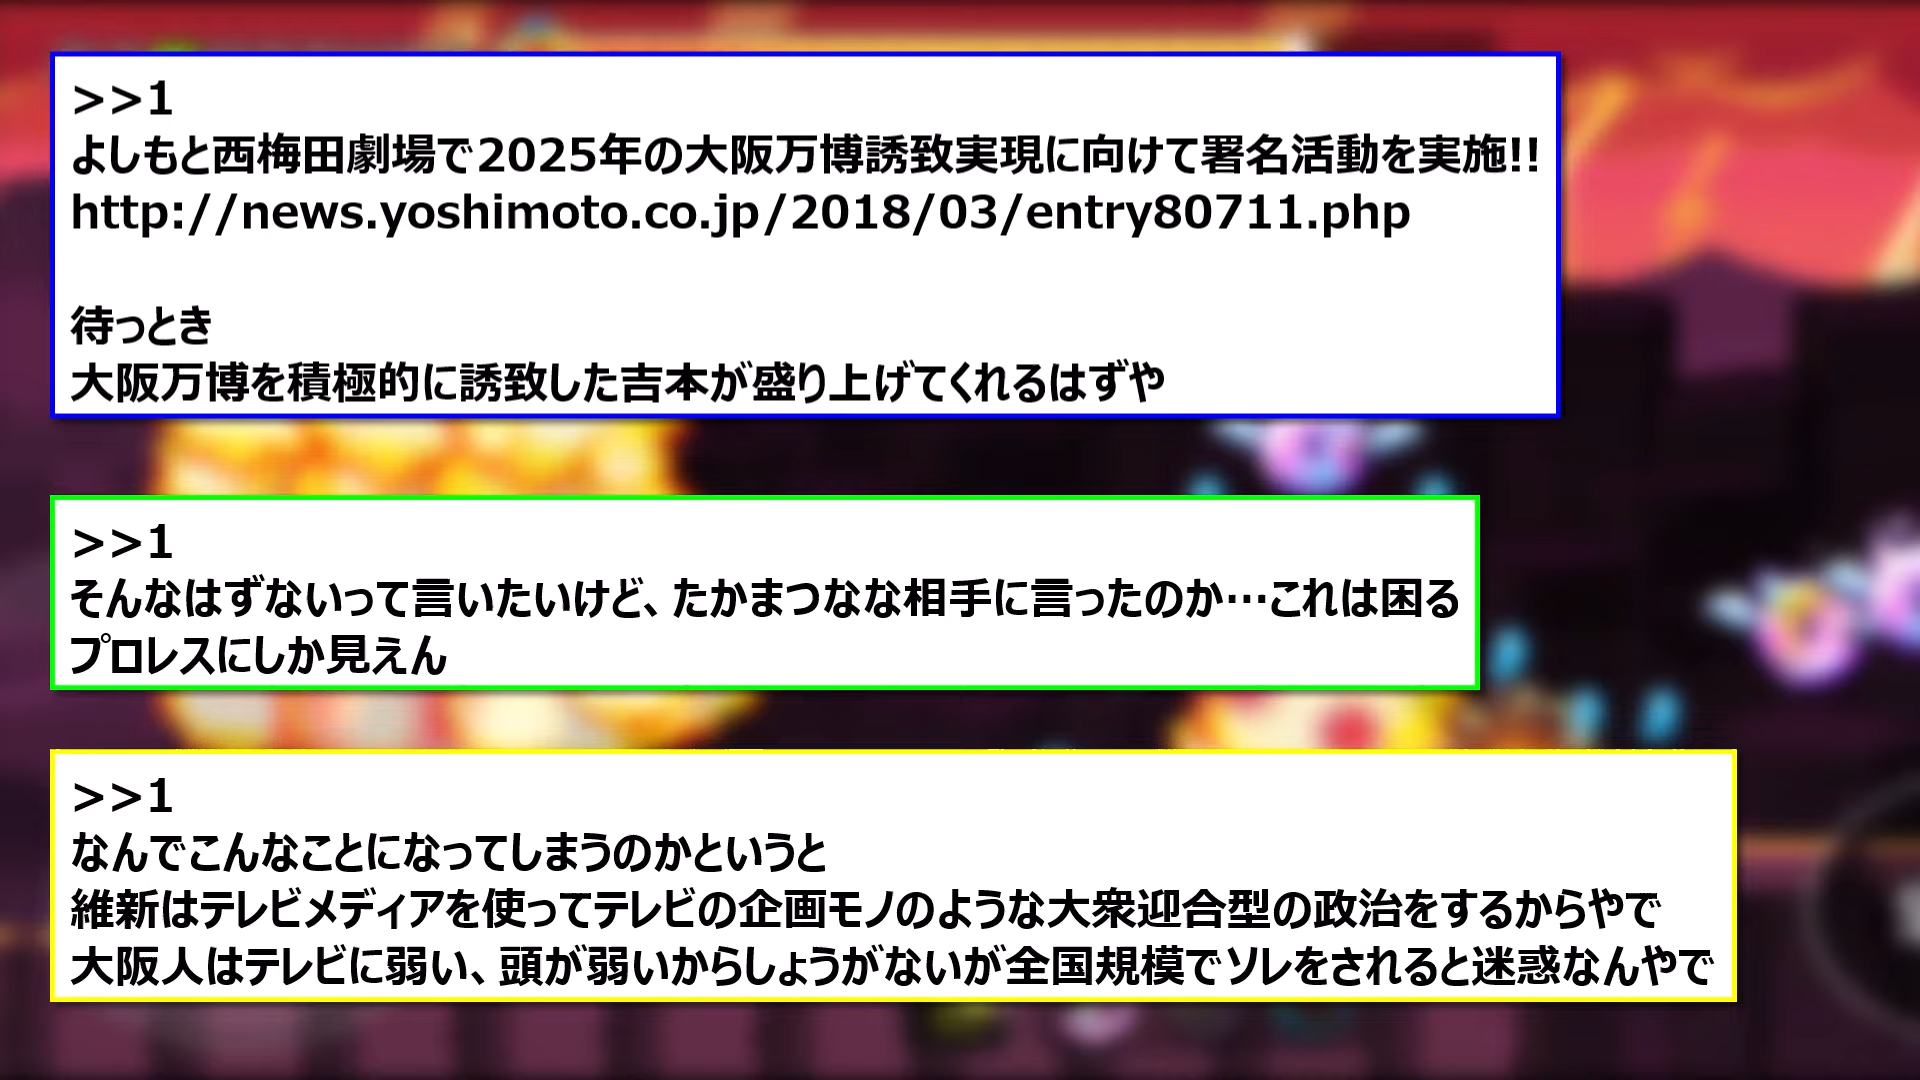 >>1
よしもと西梅田劇場で2025年の大阪万博誘致実現に向けて署名活動を実施!!
http://news.yoshimoto.co.jp/2018/03/entry80711.php
待っとき
大阪万博を積極的に誘致した吉本が盛り上げてくれるはずや
>>1
そんなはずないって言いたいけど、たかまつなな相手に言ったのか…これは困る
プロレスにしか見えん
>>1
なんでこんなことになってしまうのかというと
維新はテレビメディアを使ってテレビの企画モノのような大衆迎合型の政治をするからやで
大阪人はテレビに弱い、頭が弱いからしょうがないが全国規模でソレをされると迷惑なんやで